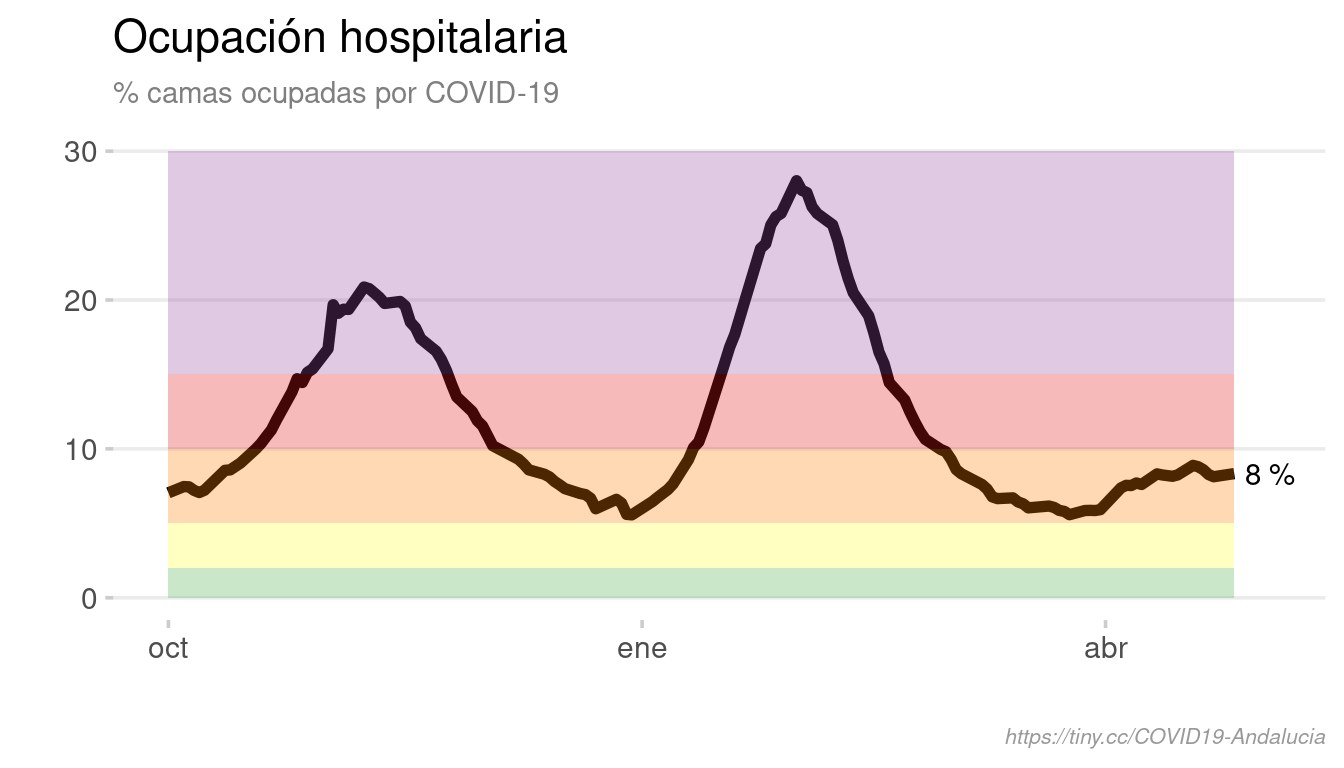 Ocupación hospitalaria
% camas ocupadas por COVID-19
30
20
10
0
8 %
oct ene abr
https://tiny.cc/COVID19-Andalucia